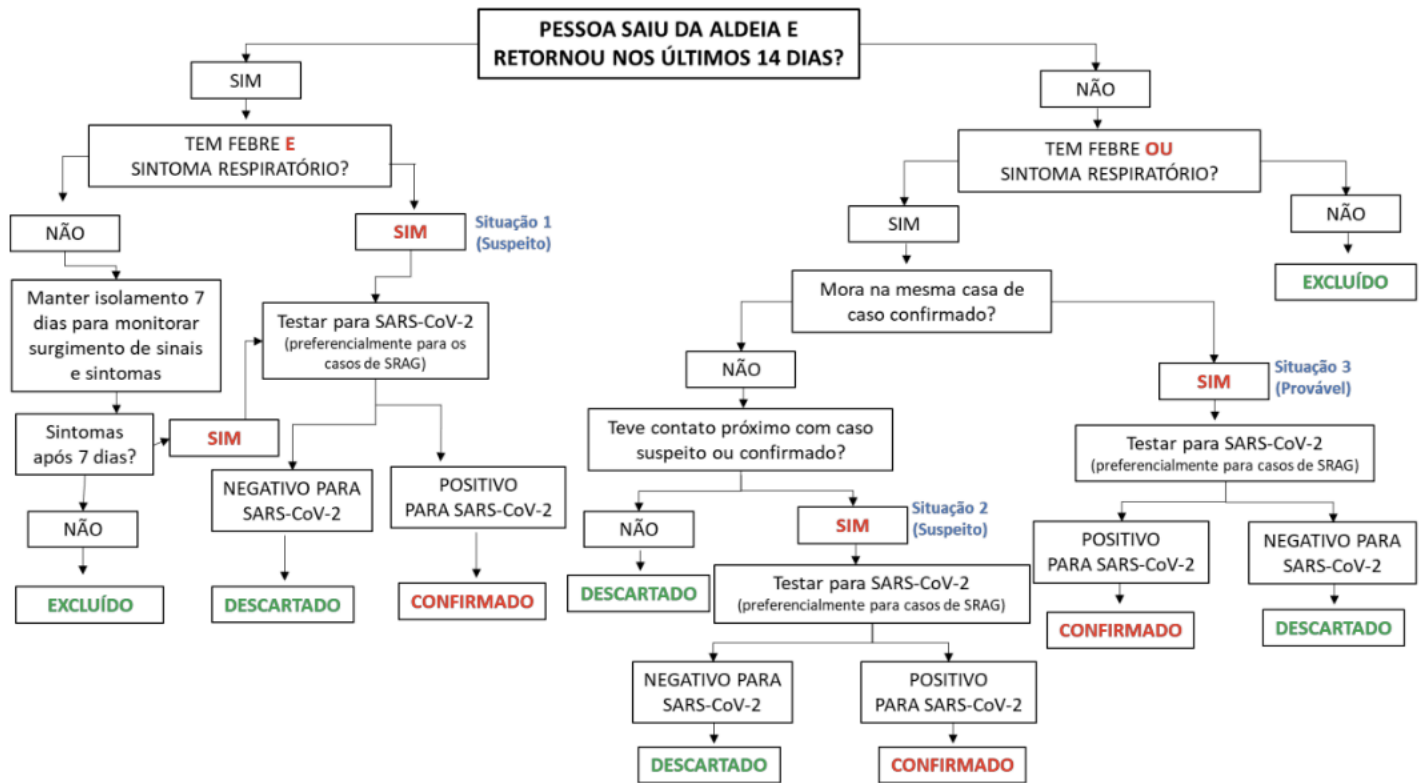 PESSOA SAIU DA ALDEIA E
RETORNOU NOS ÚLTIMOS 14 DIAS?
SIM
TEM FEBRE E
SINTOMA RESPIRATÓRIO?
NÃO
SIM
Situação 1
(Suspeito)
Manter isolamento 7
dias para monitorar
surgimento de sinais
e sintomas
Testar para SARS-CoV-2
(preferencialmente para os
casos de SRAG)
Sintomas
após 7 dias?
SIM
NÃO
EXCLUÍDO
NEGATIVO PARA
SARS-CoV-2
DESCARTADO
POSITIVO
PARA SARS-CoV-2
CONFIRMADO
NÃO
TEM FEBRE OU
SINTOMA RESPIRATÓRIO?
SIM
NÃO
EXCLUÍDO
Mora na mesma casa de
caso confirmado?
NÃO
SIM
Situação 3
(Provável)
Teve contato próximo com caso
suspeito ou confirmado?
NÃO
DESCARTADO
SIM
Situação 2
(Suspeito)
Testar para SARS-CoV-2
(preferencialmente para casos de SRAG)
NEGATIVO PARA
SARS-CoV-2
DESCARTADO
POSITIVO
PARA SARS-CoV-2
CONFIRMADO
Testar para SARS-CoV-2
(preferencialmente para casos de SRAG)
POSITIVO
PARA SARS-CoV-2
CONFIRMADO
NEGATIVO PARA
SARS-CoV-2
DESCARTADO